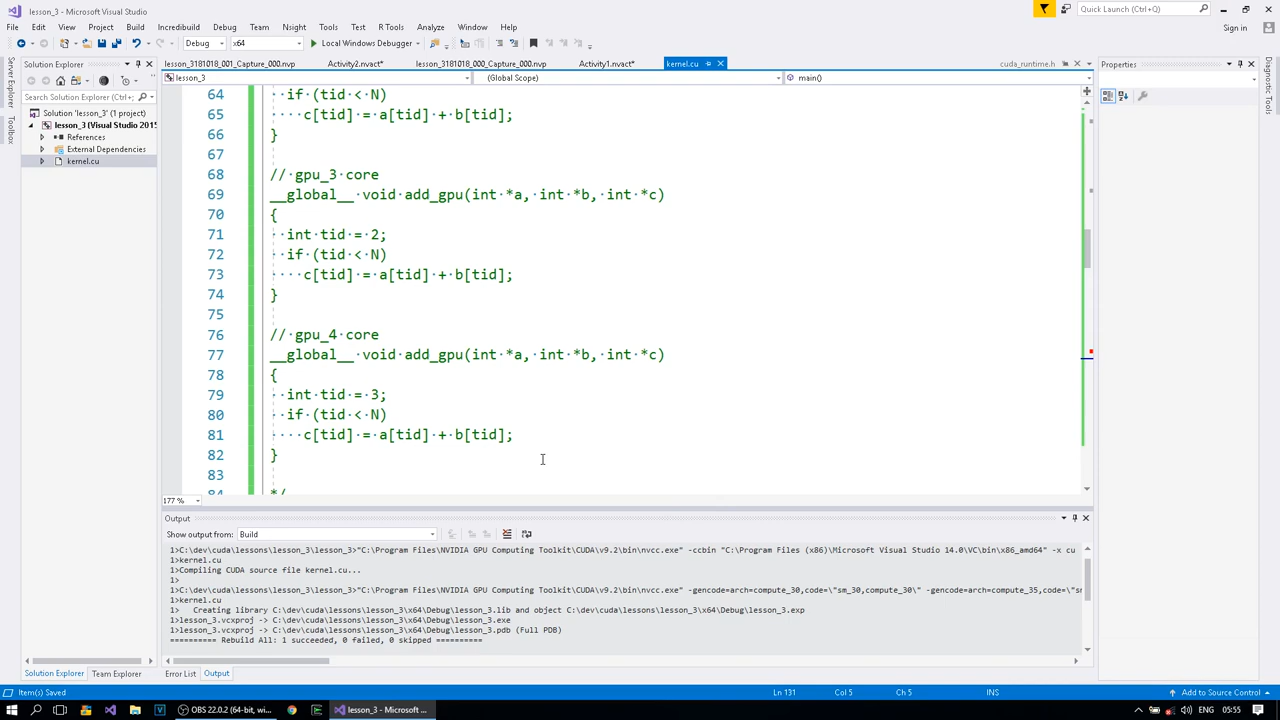 lesson_3 - Microsoft Visual Studio
Quick Launch (Ctrl+Q)
File Edit View Project Build Incredibuild Debug Team Nsight Tools Test R Tools Analyze Window Help
Sign in
Debug x64 Local Windows Debugger
Server Explorer
Toolbox
Solution Explorer
Search Solution Explorer (Ctrl+;)
Solution 'lesson_3' (1 project)
lesson_3 (Visual Studio 2015
References
External Dependencies
kernel.cu
Solution Explorer Team Explorer
lesson_3181018_001_Capture_000.nvp Activity2.nvact* lesson_3181018_000_Capture_000.nvp Activity1.nvact* kernel.cu cuda_runtime.h
lesson_3 (Global Scope) main()
64 if (tid < N)
65 c[tid] = a[tid] + b[tid];
66 }
67
68 // gpu_3 core
69 __global__ void add_gpu(int *a, int *b, int *c)
70 {
71 int tid = 2;
72 if (tid < N)
73 c[tid] = a[tid] + b[tid];
74 }
75
76 // gpu_4 core
77 __global__ void add_gpu(int *a, int *b, int *c)
78 {
79 int tid = 3;
80 if (tid < N)
81 c[tid] = a[tid] + b[tid];
82 }
83
84 */
177 %
Output
Show output from: Build
1>C:\dev\cuda\lessons\lesson_3\lesson_3>"C:\Program Files\NVIDIA GPU Computing Toolkit\CUDA\v9.2\bin\nvcc.exe" -ccbin "C:\Program Files (x86)\Microsoft Visual Studio 14.0\VC\bin\x86_amd64" -x cu
1>kernel.cu
1>Compiling CUDA source file kernel.cu...
1>
1>C:\dev\cuda\lessons\lesson_3\lesson_3>"C:\Program Files\NVIDIA GPU Computing Toolkit\CUDA\v9.2\bin\nvcc.exe" -gencode=arch=compute_30,code=\"sm_30,compute_30\" -gencode=arch=compute_35,code=\"sm
1>kernel.cu
1> Creating library C:\dev\cuda\lessons\lesson_3\x64\Debug\lesson_3.lib and object C:\dev\cuda\lessons\lesson_3\x64\Debug\lesson_3.exp
1>lesson_3.vcxproj -> C:\dev\cuda\lessons\lesson_3\x64\Debug\lesson_3.exe
1>lesson_3.vcxproj -> C:\dev\cuda\lessons\lesson_3\x64\Debug\lesson_3.pdb (Full PDB)
========== Rebuild All: 1 succeeded, 0 failed, 0 skipped ==========
Error List Output
Properties
Diagnostic Tools
Item(s) Saved Ln 131 Col 5 Ch 5 INS Add to Source Control
OBS 22.0.2 (64-bit, wi... lesson_3 - Microsoft ... ENG 05:55